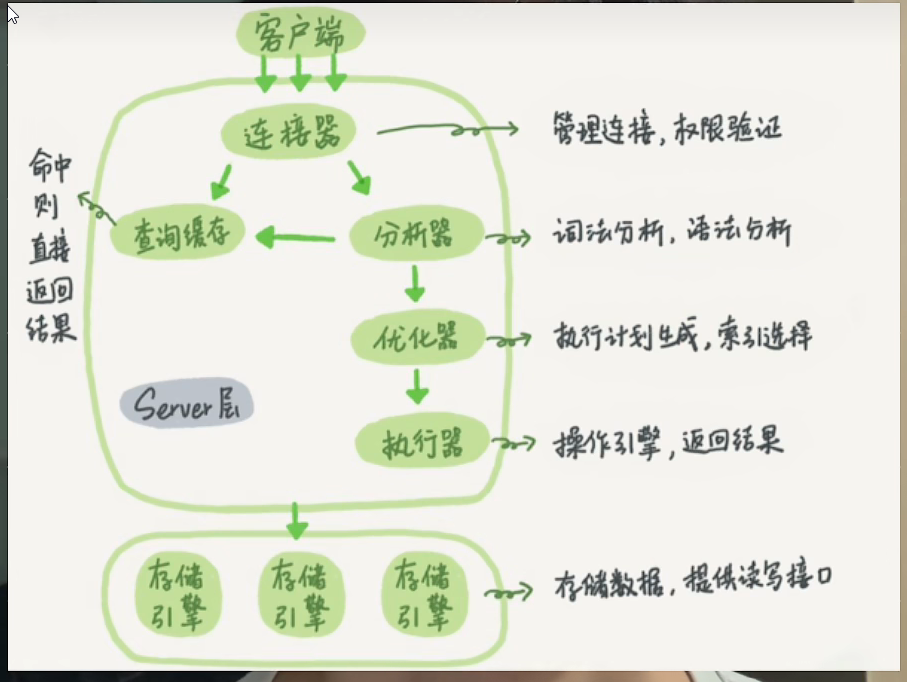 客户端
连接器
管理连接，权限验证
命中
则
直接
返回
结果
查询缓存
分析器
词法分析，语法分析
优化器
执行计划生成，索引选择
Server层
执行器
操作引擎，返回结果
存储
引擎
存储
引擎
存储
引擎
存储数据，提供读写接口